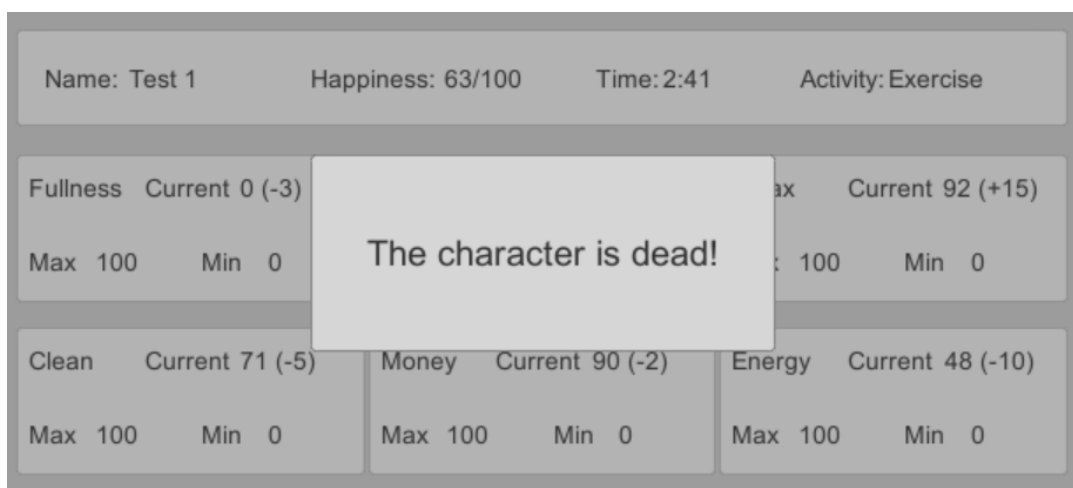 Name: Test 1 Happiness: 63/100 Time: 2:41 Activity: Exercise
Fullness Current 0 (-3)
Max 100 Min 0
The character is dead!
Current 92 (+15)
100 Min 0
Clean Current 71 (-5)
Max 100 Min 0
Money Current 90 (-2)
Max 100 Min 0
Energy Current 48 (-10)
Max 100 Min 0